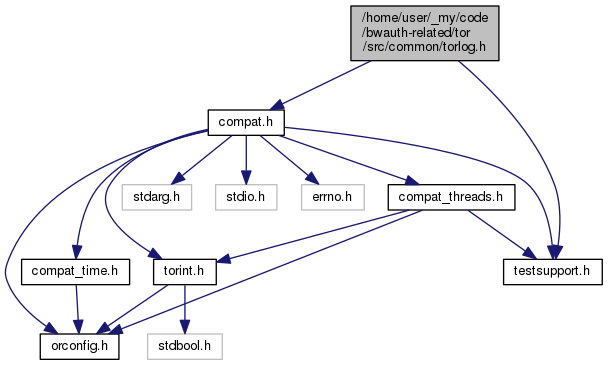 /home/user/_my/code
/bwauth-related/tor
/src/common/torlog.h
compat.h
stdarg.h
stdio.h
errno.h
compat_threads.h
compat_time.h
torint.h
testsupport.h
orconfig.h
stdbool.h